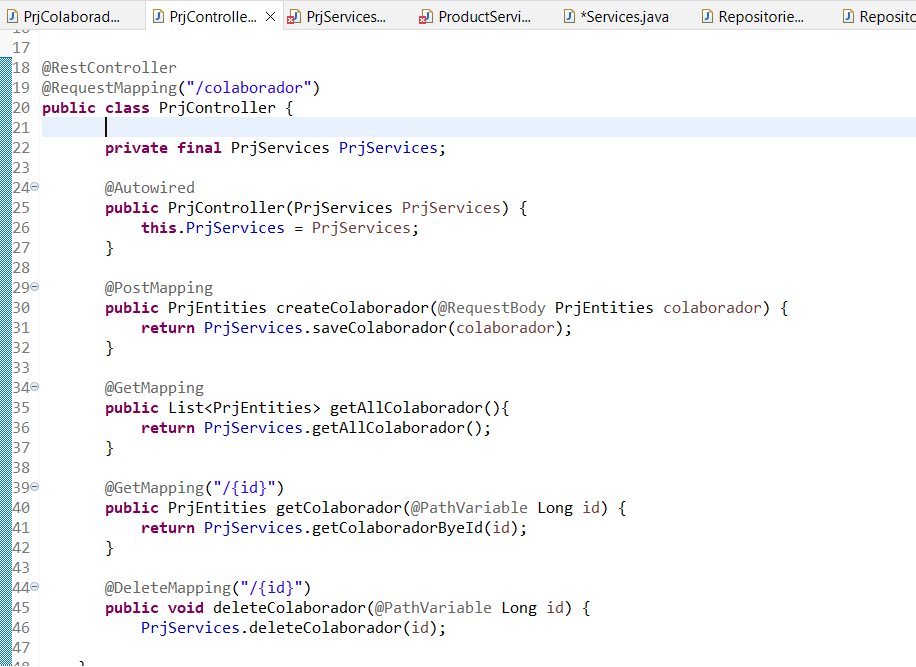 PrjColaborad... PrjControlle... PrjServices... ProductServi... *Services.java Repositorie... Reposito
17
18 @RestController
19 @RequestMapping("/colaborador")
20 public class PrjController {
21
22 private final PrjServices PrjServices;
23
24 @Autowired
25 public PrjController(PrjServices PrjServices) {
26 this.PrjServices = PrjServices;
27 }
28
29 @PostMapping
30 public PrjEntities createColaborador(@RequestBody PrjEntities colaborador) {
31 return PrjServices.saveColaborador(colaborador);
32 }
33
34 @GetMapping
35 public List<PrjEntities> getAllColaborador(){
36 return PrjServices.getAllColaborador();
37 }
38
39 @GetMapping("/{id}")
40 public PrjEntities getColaborador(@PathVariable Long id) {
41 return PrjServices.getColaboradorByeId(id);
42 }
43
44 @DeleteMapping("/{id}")
45 public void deleteColaborador(@PathVariable Long id) {
46 PrjServices.deleteColaborador(id);
47